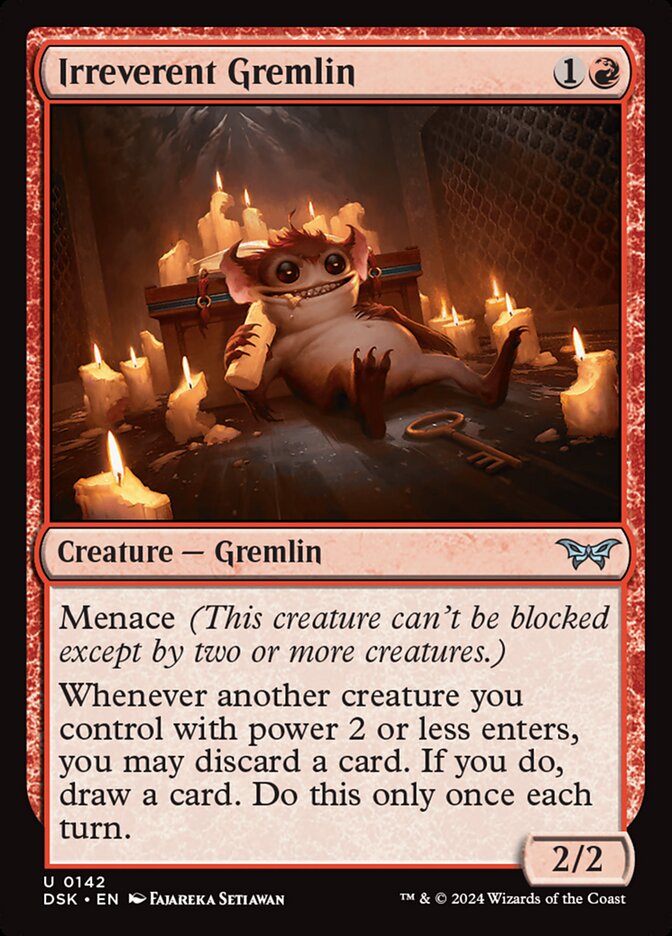 Irreverent Gremlin 1
Creature — Gremlin
Menace (This creature can't be blocked
except by two or more creatures.)
Whenever another creature you
control with power 2 or less enters,
you may discard a card. If you do,
draw a card. Do this only once each
turn.
2/2
U 0142
DSK • EN Fajareka Setiawan
™ & © 2024 Wizards of the Coast